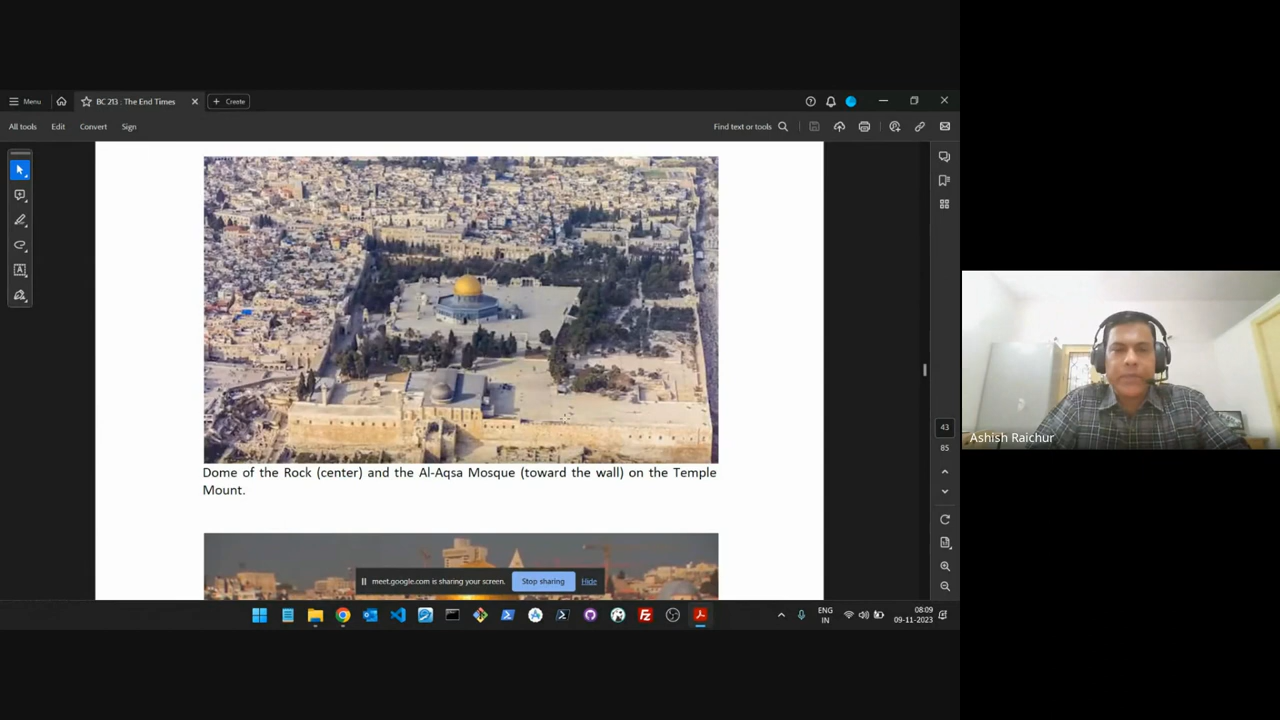 Menu
BC 213 : The End Times
Create
All tools
Edit
Convert
Sign
Find text or tools
43
85
Dome of the Rock (center) and the Al-Aqsa Mosque (toward the wall) on the Temple
Mount.
meet.google.com is sharing your screen.
Stop sharing
Hide
ENG
IN
08:09
09-11-2023
Ashish Raichur